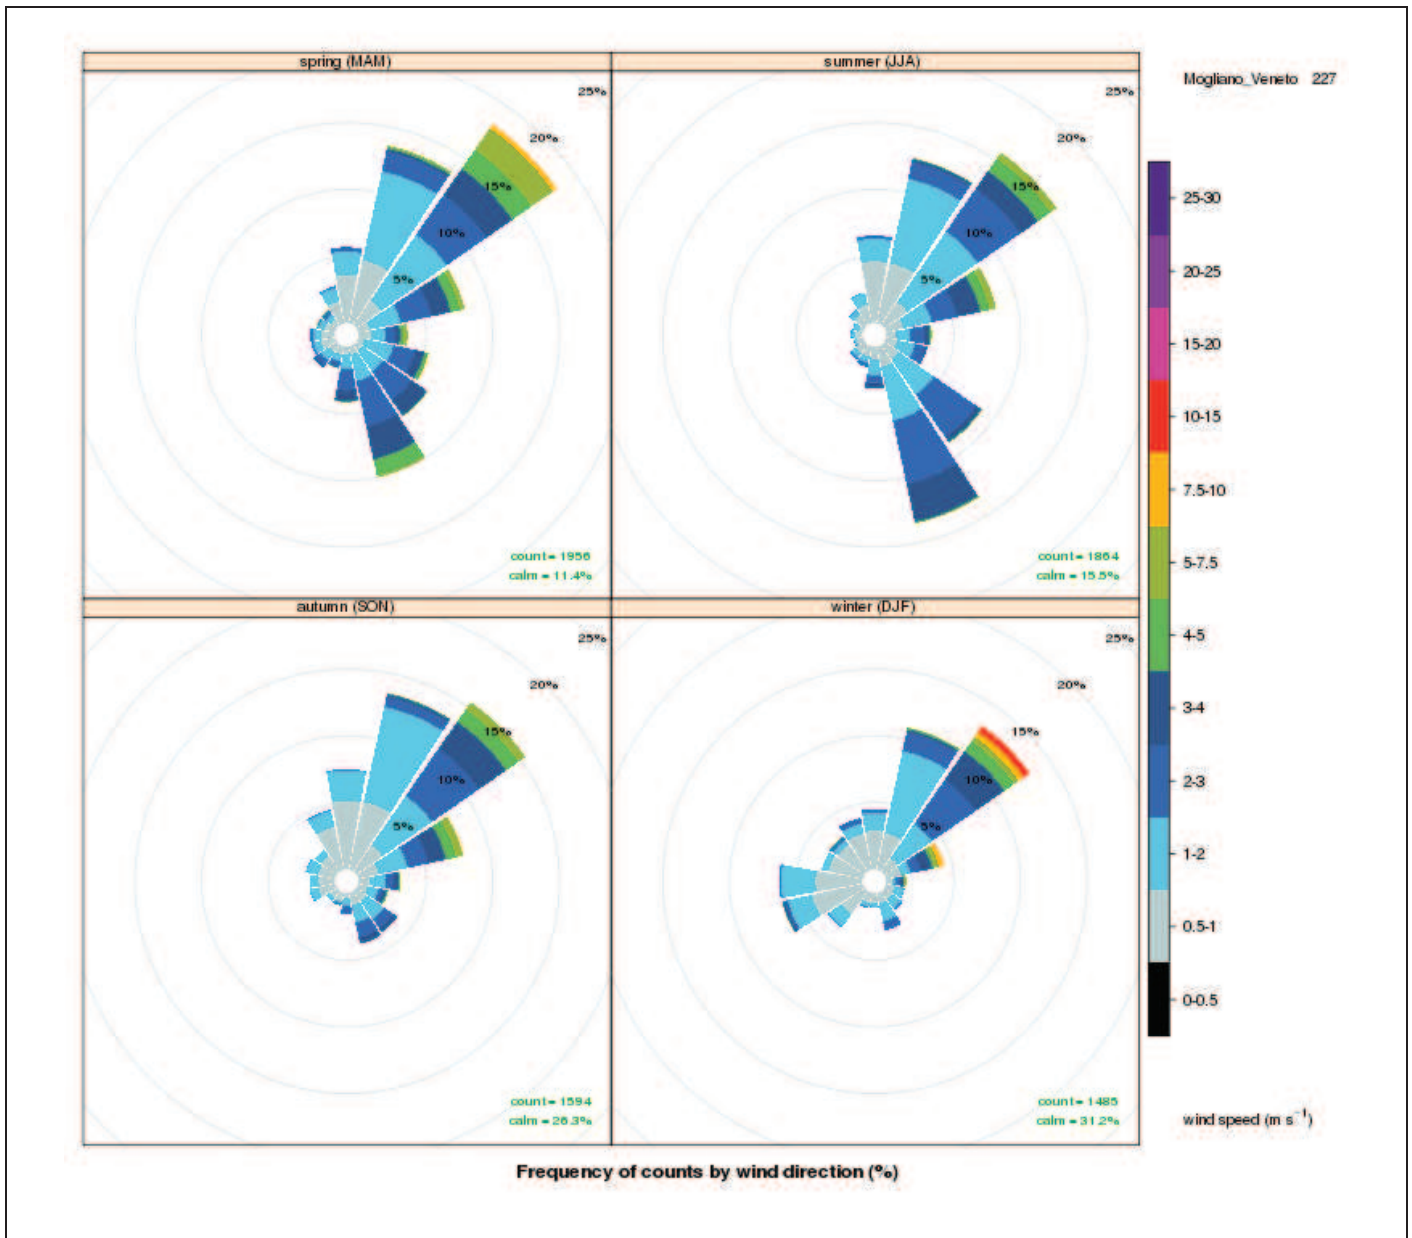 spring (MAM)
summer (JJA)
Mogliano_Veneto 227
25%
20%
15%
10%
5%
count = 1956
calm = 11.4%
25%
20%
15%
10%
5%
count = 1864
calm = 15.5%
autumn (SON)
winter (DJF)
25%
20%
15%
10%
5%
count = 1594
calm = 26.3%
25%
20%
15%
10%
5%
count = 1485
calm = 31.2%
25-30
20-25
15-20
10-15
7.5-10
5-7.5
4-5
3-4
2-3
1-2
0.5-1
0-0.5
wind speed (m s⁻¹)
Frequency of counts by wind direction (%)